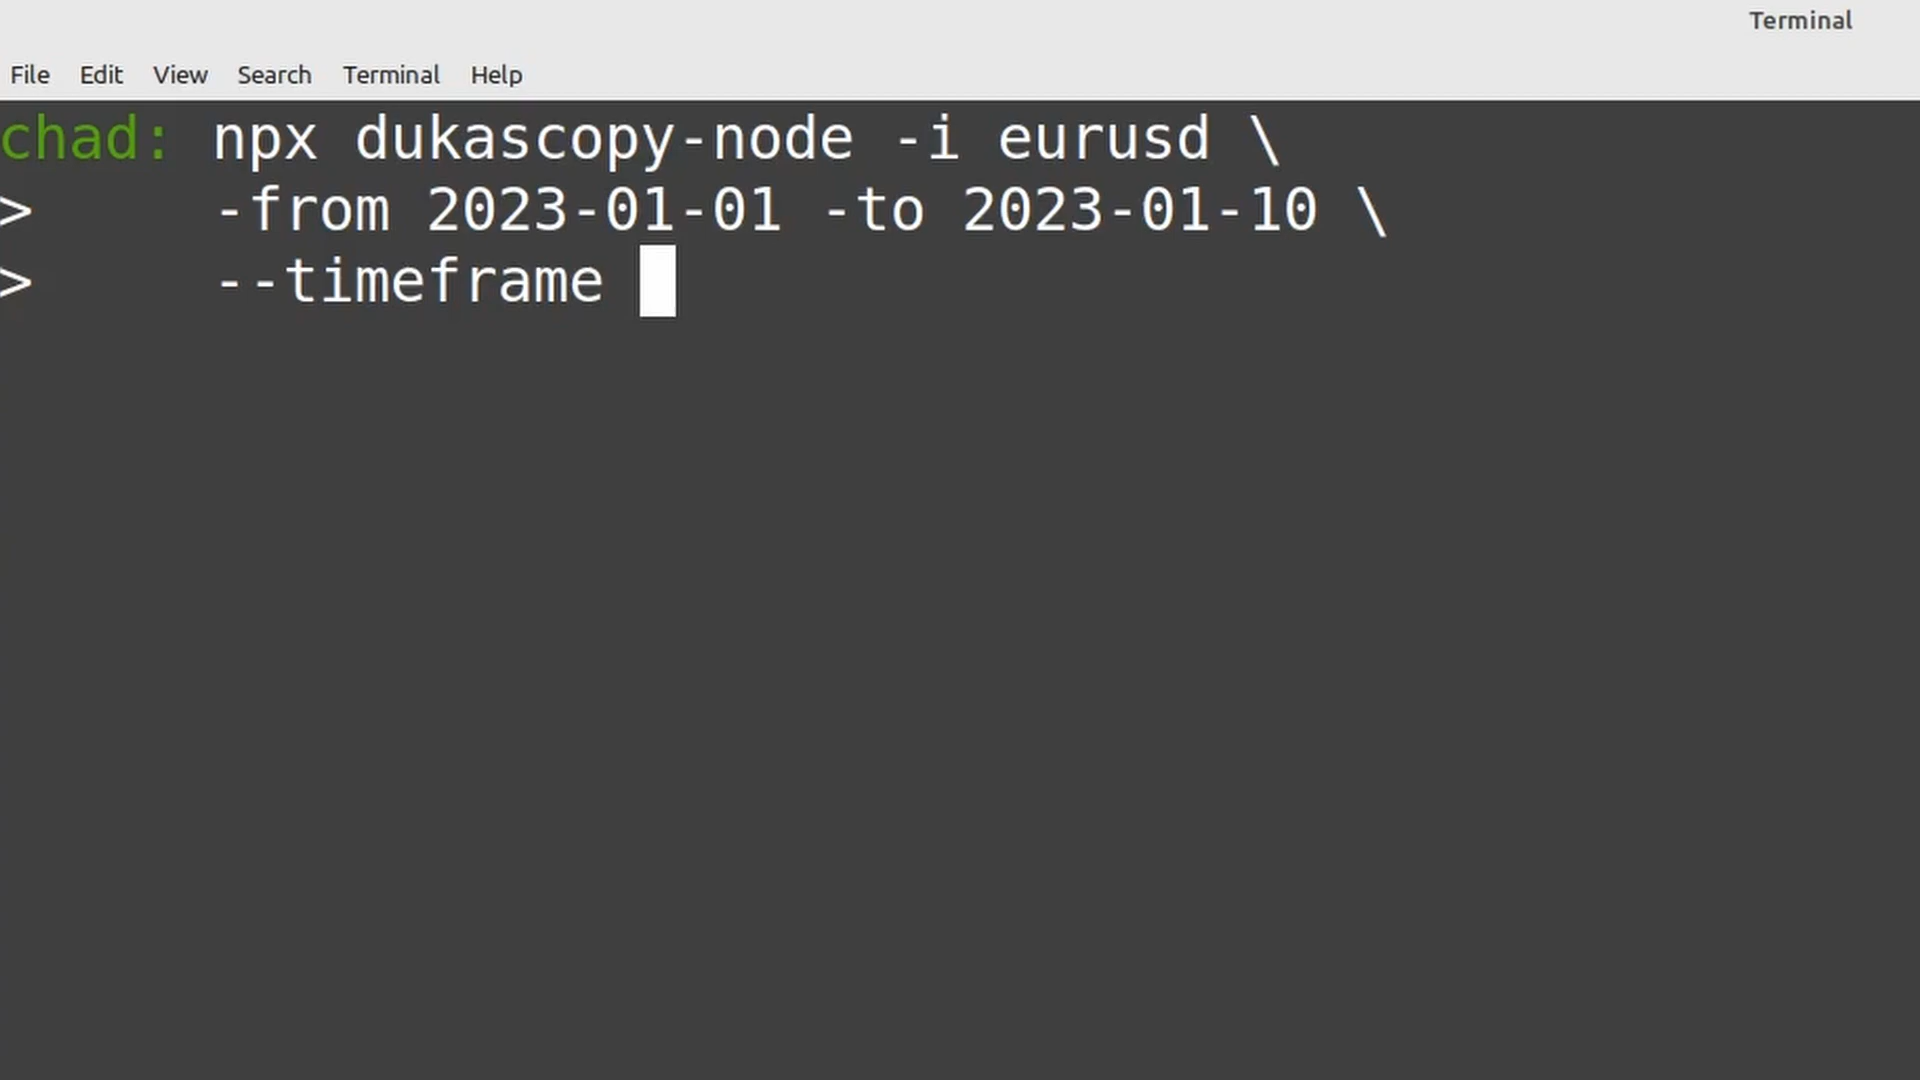 Terminal
File Edit View Search Terminal Help
chad: npx dukascopy-node -i eurusd \
> -from 2023-01-01 -to 2023-01-10 \
> --timeframe